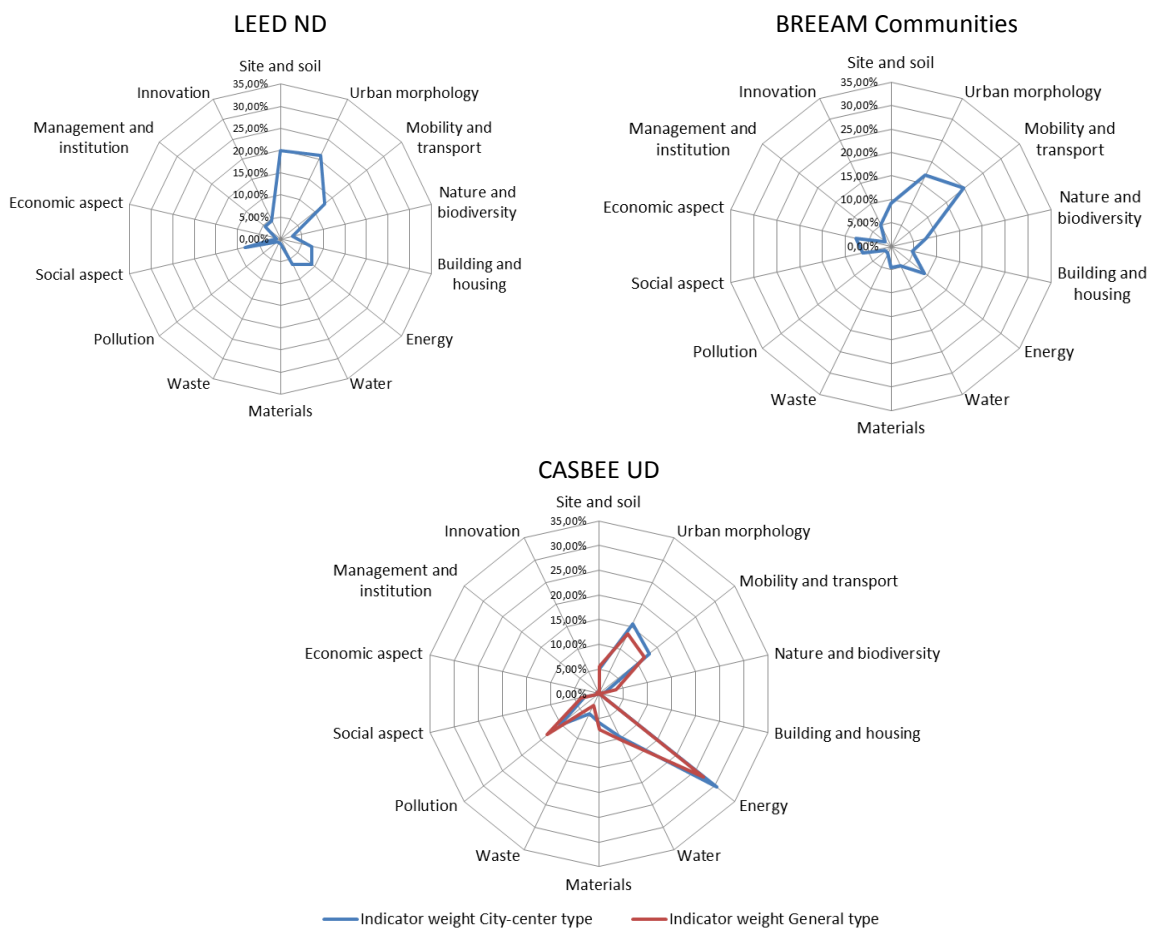 LEED ND
Site and soil
35,00%
30,00%
25,00%
20,00%
15,00%
10,00%
5,00%
0,00%
Urban morphology
Mobility and
transport
Nature and
biodiversity
Building and
housing
Energy
Water
Materials
Waste
Pollution
Social aspect
Economic aspect
Management and
institution
Innovation
BREEAM Communities
Site and soil
35,00%
30,00%
25,00%
20,00%
15,00%
10,00%
5,00%
0,00%
Urban morphology
Mobility and
transport
Nature and
biodiversity
Building and
housing
Energy
Water
Materials
Waste
Pollution
Social aspect
Economic aspect
Management and
institution
Innovation
CASBEE UD
Site and soil
35,00%
30,00%
25,00%
20,00%
15,00%
10,00%
5,00%
0,00%
Urban morphology
Mobility and transport
Nature and biodiversity
Building and housing
Energy
Water
Materials
Waste
Pollution
Social aspect
Economic aspect
Management and
institution
Innovation
Indicator weight City-center type
Indicator weight General type